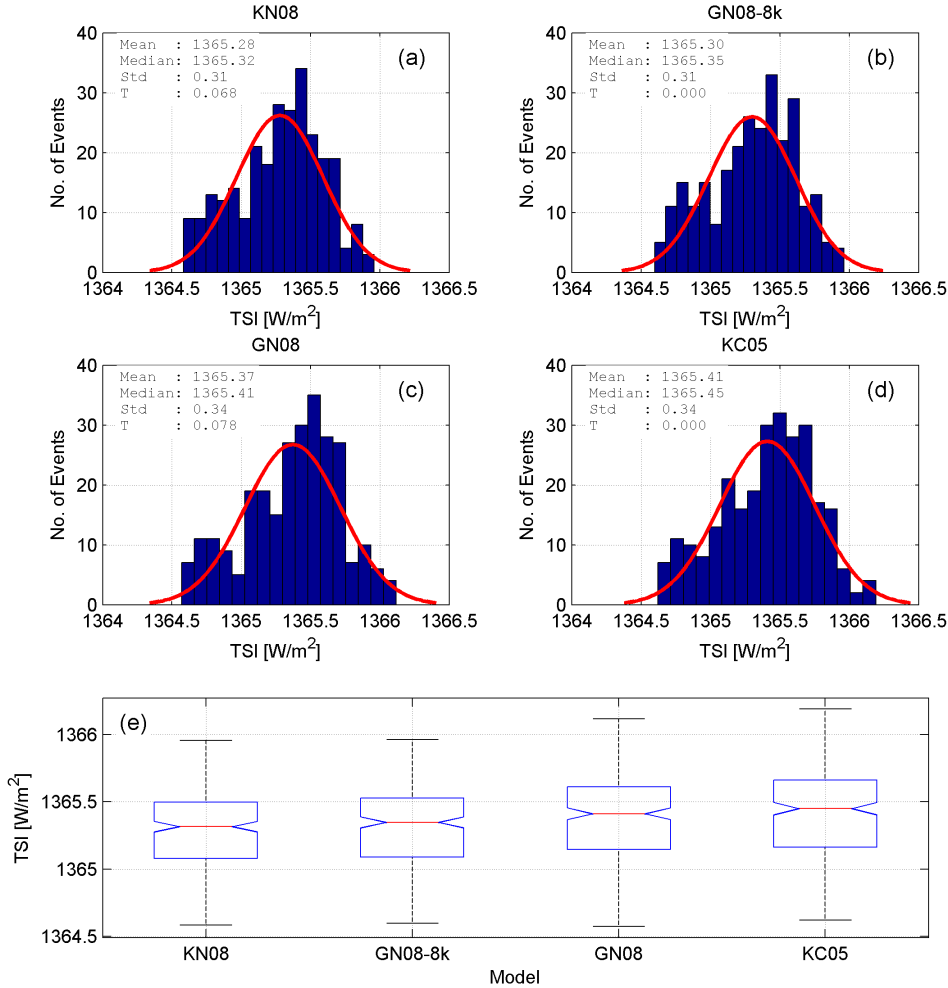 KN08
Mean : 1365.28
Median: 1365.32
Std : 0.31
T : 0.068
(a)
No. of Events
40
30
20
10
0
1364 1364.5 1365 1365.5 1366 1366.5
TSI [W/m²]
GN08-8k
Mean : 1365.30
Median: 1365.35
Std : 0.31
T : 0.000
(b)
No. of Events
40
30
20
10
0
1364 1364.5 1365 1365.5 1366 1366.5
TSI [W/m²]
GN08
Mean : 1365.37
Median: 1365.41
Std : 0.34
T : 0.078
(c)
No. of Events
40
30
20
10
0
1364 1364.5 1365 1365.5 1366 1366.5
TSI [W/m²]
KC05
Mean : 1365.41
Median: 1365.45
Std : 0.34
T : 0.000
(d)
No. of Events
40
30
20
10
0
1364 1364.5 1365 1365.5 1366 1366.5
TSI [W/m²]
(e)
TSI [W/m²]
1366
1365.5
1365
1364.5
KN08 GN08-8k GN08 KC05
Model